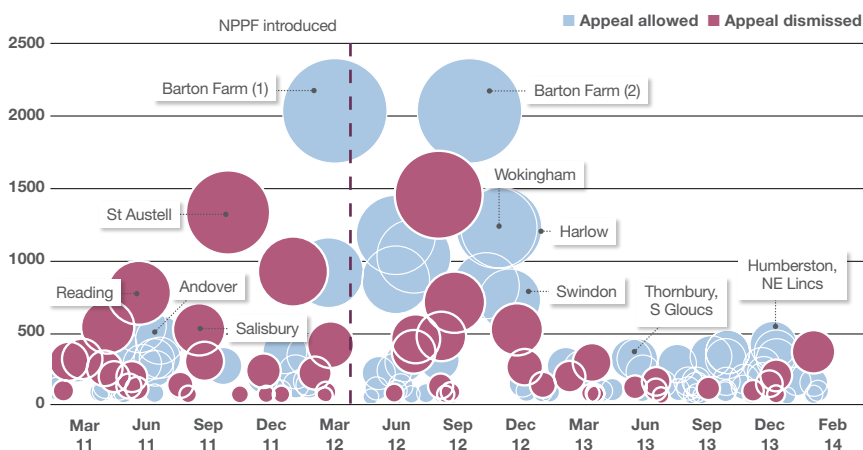 NPPF introduced
Appeal allowed
Appeal dismissed
2500
2000
1500
1000
500
0
Barton Farm (1)
Barton Farm (2)
Wokingham
St Austell
Harlow
Humberston,
NE Lincs
Reading
Andover
Swindon
Thornbury,
S Gloucs
Salisbury
Mar
11
Jun
11
Sep
11
Dec
11
Mar
12
Jun
12
Sep
12
Dec
12
Mar
13
Jun
13
Sep
13
Dec
13
Feb
14